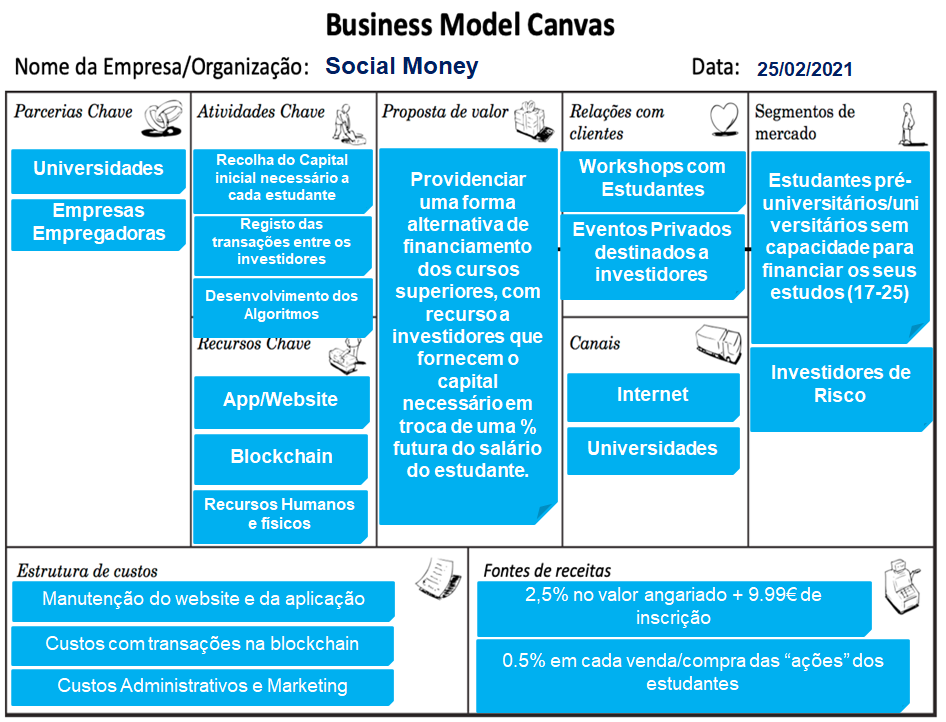 Business Model Canvas
Nome da Empresa/Organização: Social Money
Data: 25/02/2021
Parcerias Chave
Universidades
Empresas
Empregadoras
Atividades Chave
Recolha do Capital
inicial necessário a
cada estudante
Registo das
transações entre os
investidores
Desenvolvimento dos
Algoritmos
Recursos Chave
App/Website
Blockchain
Recursos Humanos
e físicos
Proposta de valor
Providenciar
uma forma
alternativa de
financiamento
dos cursos
superiores, com
recurso a
investidores que
fornecem o
capital
necessário em
troca de uma %
futura do salário
do estudante.
Relações com
clientes
Workshops com
Estudantes
Eventos Privados
destinados a
investidores
Canais
Internet
Universidades
Segmentos de
mercado
Estudantes pré-
universitários/uni
versitários sem
capacidade para
financiar os seus
estudos (17-25)
Investidores de
Risco
Estrutura de custos
Manutenção do website e da aplicação
Custos com transações na blockchain
Custos Administrativos e Marketing
Fontes de receitas
2,5% no valor angariado + 9.99€ de
inscrição
0.5% em cada venda/compra das “ações” dos
estudantes